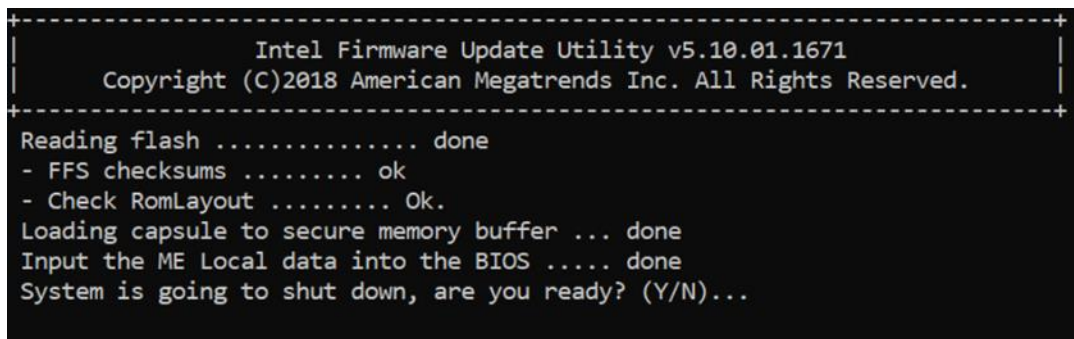 Intel Firmware Update Utility v5.10.01.1671
Copyright (C)2018 American Megatrends Inc. All Rights Reserved.
Reading flash ............... done
- FFS checksums ......... ok
- Check RomLayout ......... Ok.
Loading capsule to secure memory buffer ... done
Input the ME Local data into the BIOS ..... done
System is going to shut down, are you ready? (Y/N)...